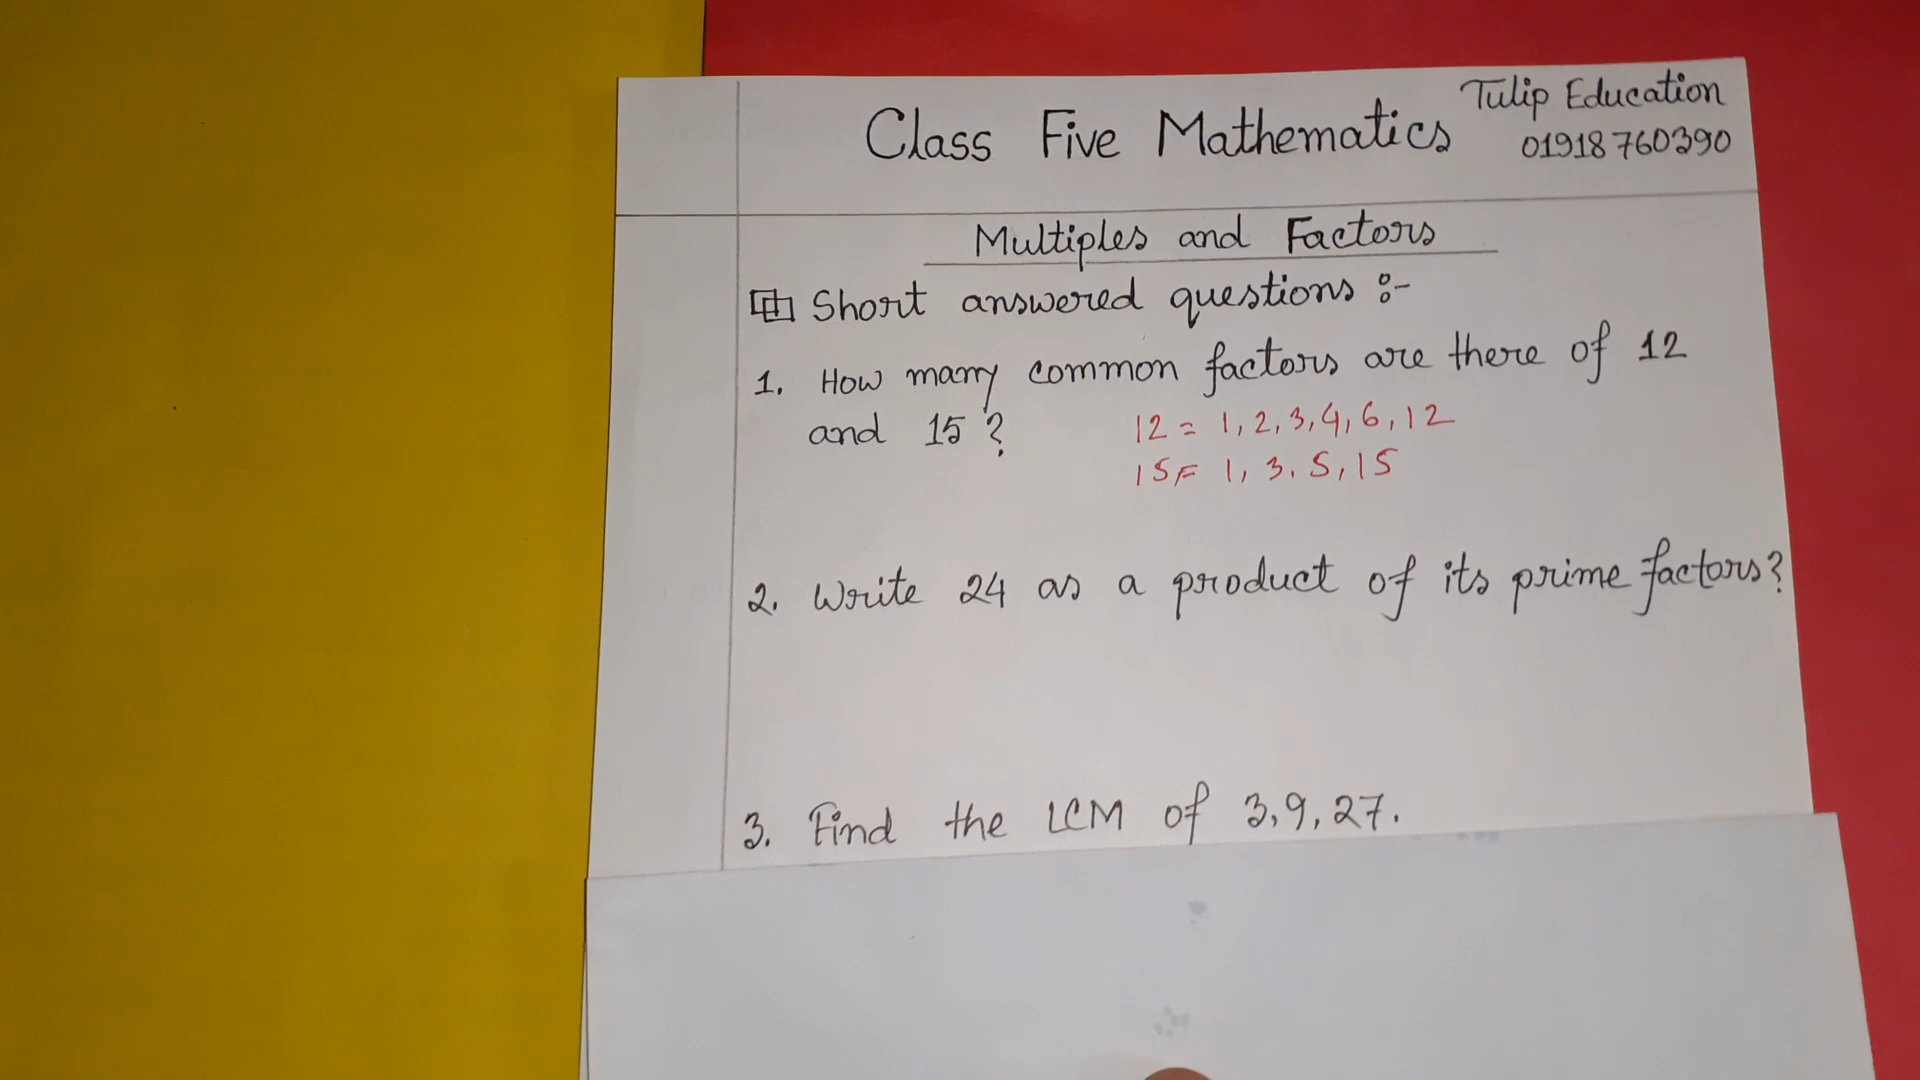 Class Five Mathematics
Tulip Education
01918760390
Multiples and Factors
Short answered questions :-
1. How many common factors are there of 12
and 15?
12 = 1, 2, 3, 4, 6, 12
15 = 1, 3. 5, 15
2. Write 24 as a product of its prime factors?
3. Find the LCM of 3, 9, 27.